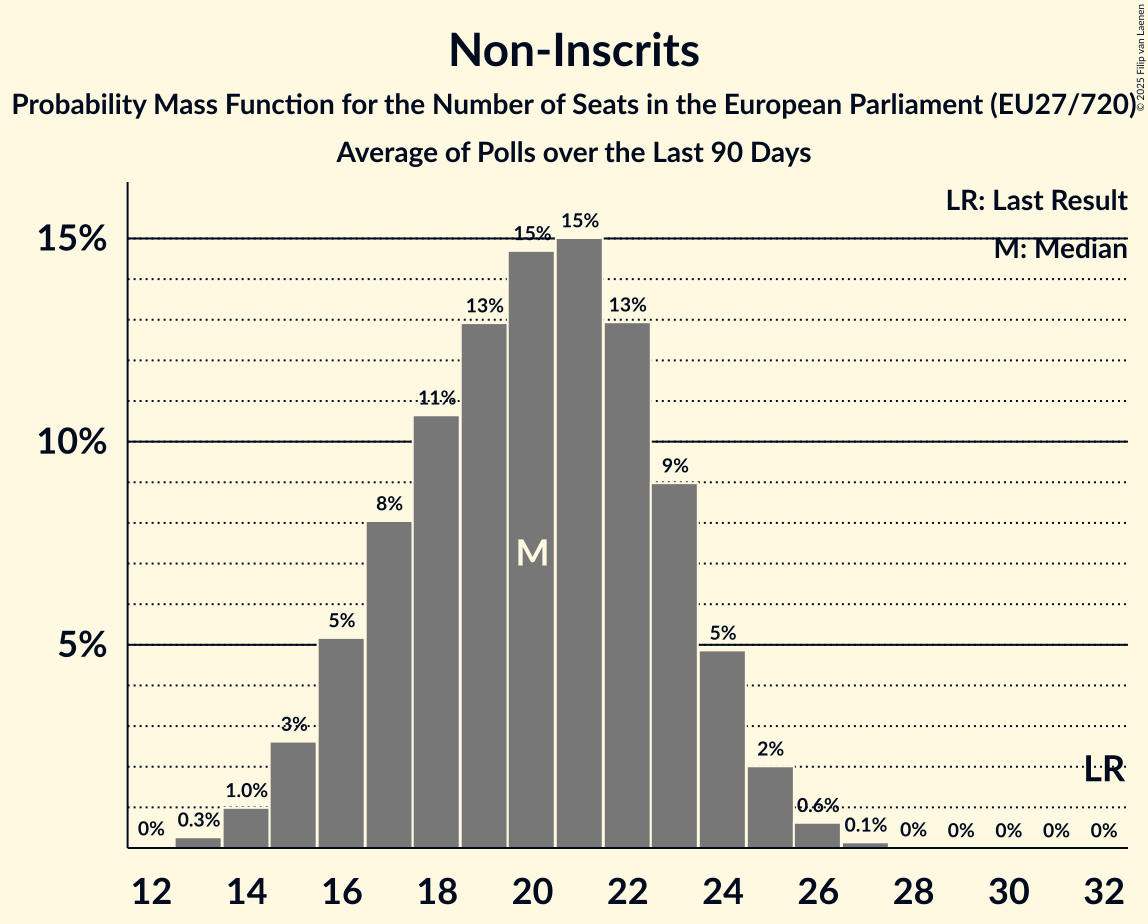 Non-Inscrits
Probability Mass Function for the Number of Seats in the European Parliament (EU27/720)
Average of Polls over the Last 90 Days
© 2025 Filip van Laenen
LR: Last Result
M: Median
15%
10%
5%
0%
0.3%
1.0%
3%
5%
8%
11%
13%
15%
15%
13%
9%
5%
2%
0.6%
0.1%
0%
0%
0%
0%
0%
M
LR
12 14 16 18 20 22 24 26 28 30 32